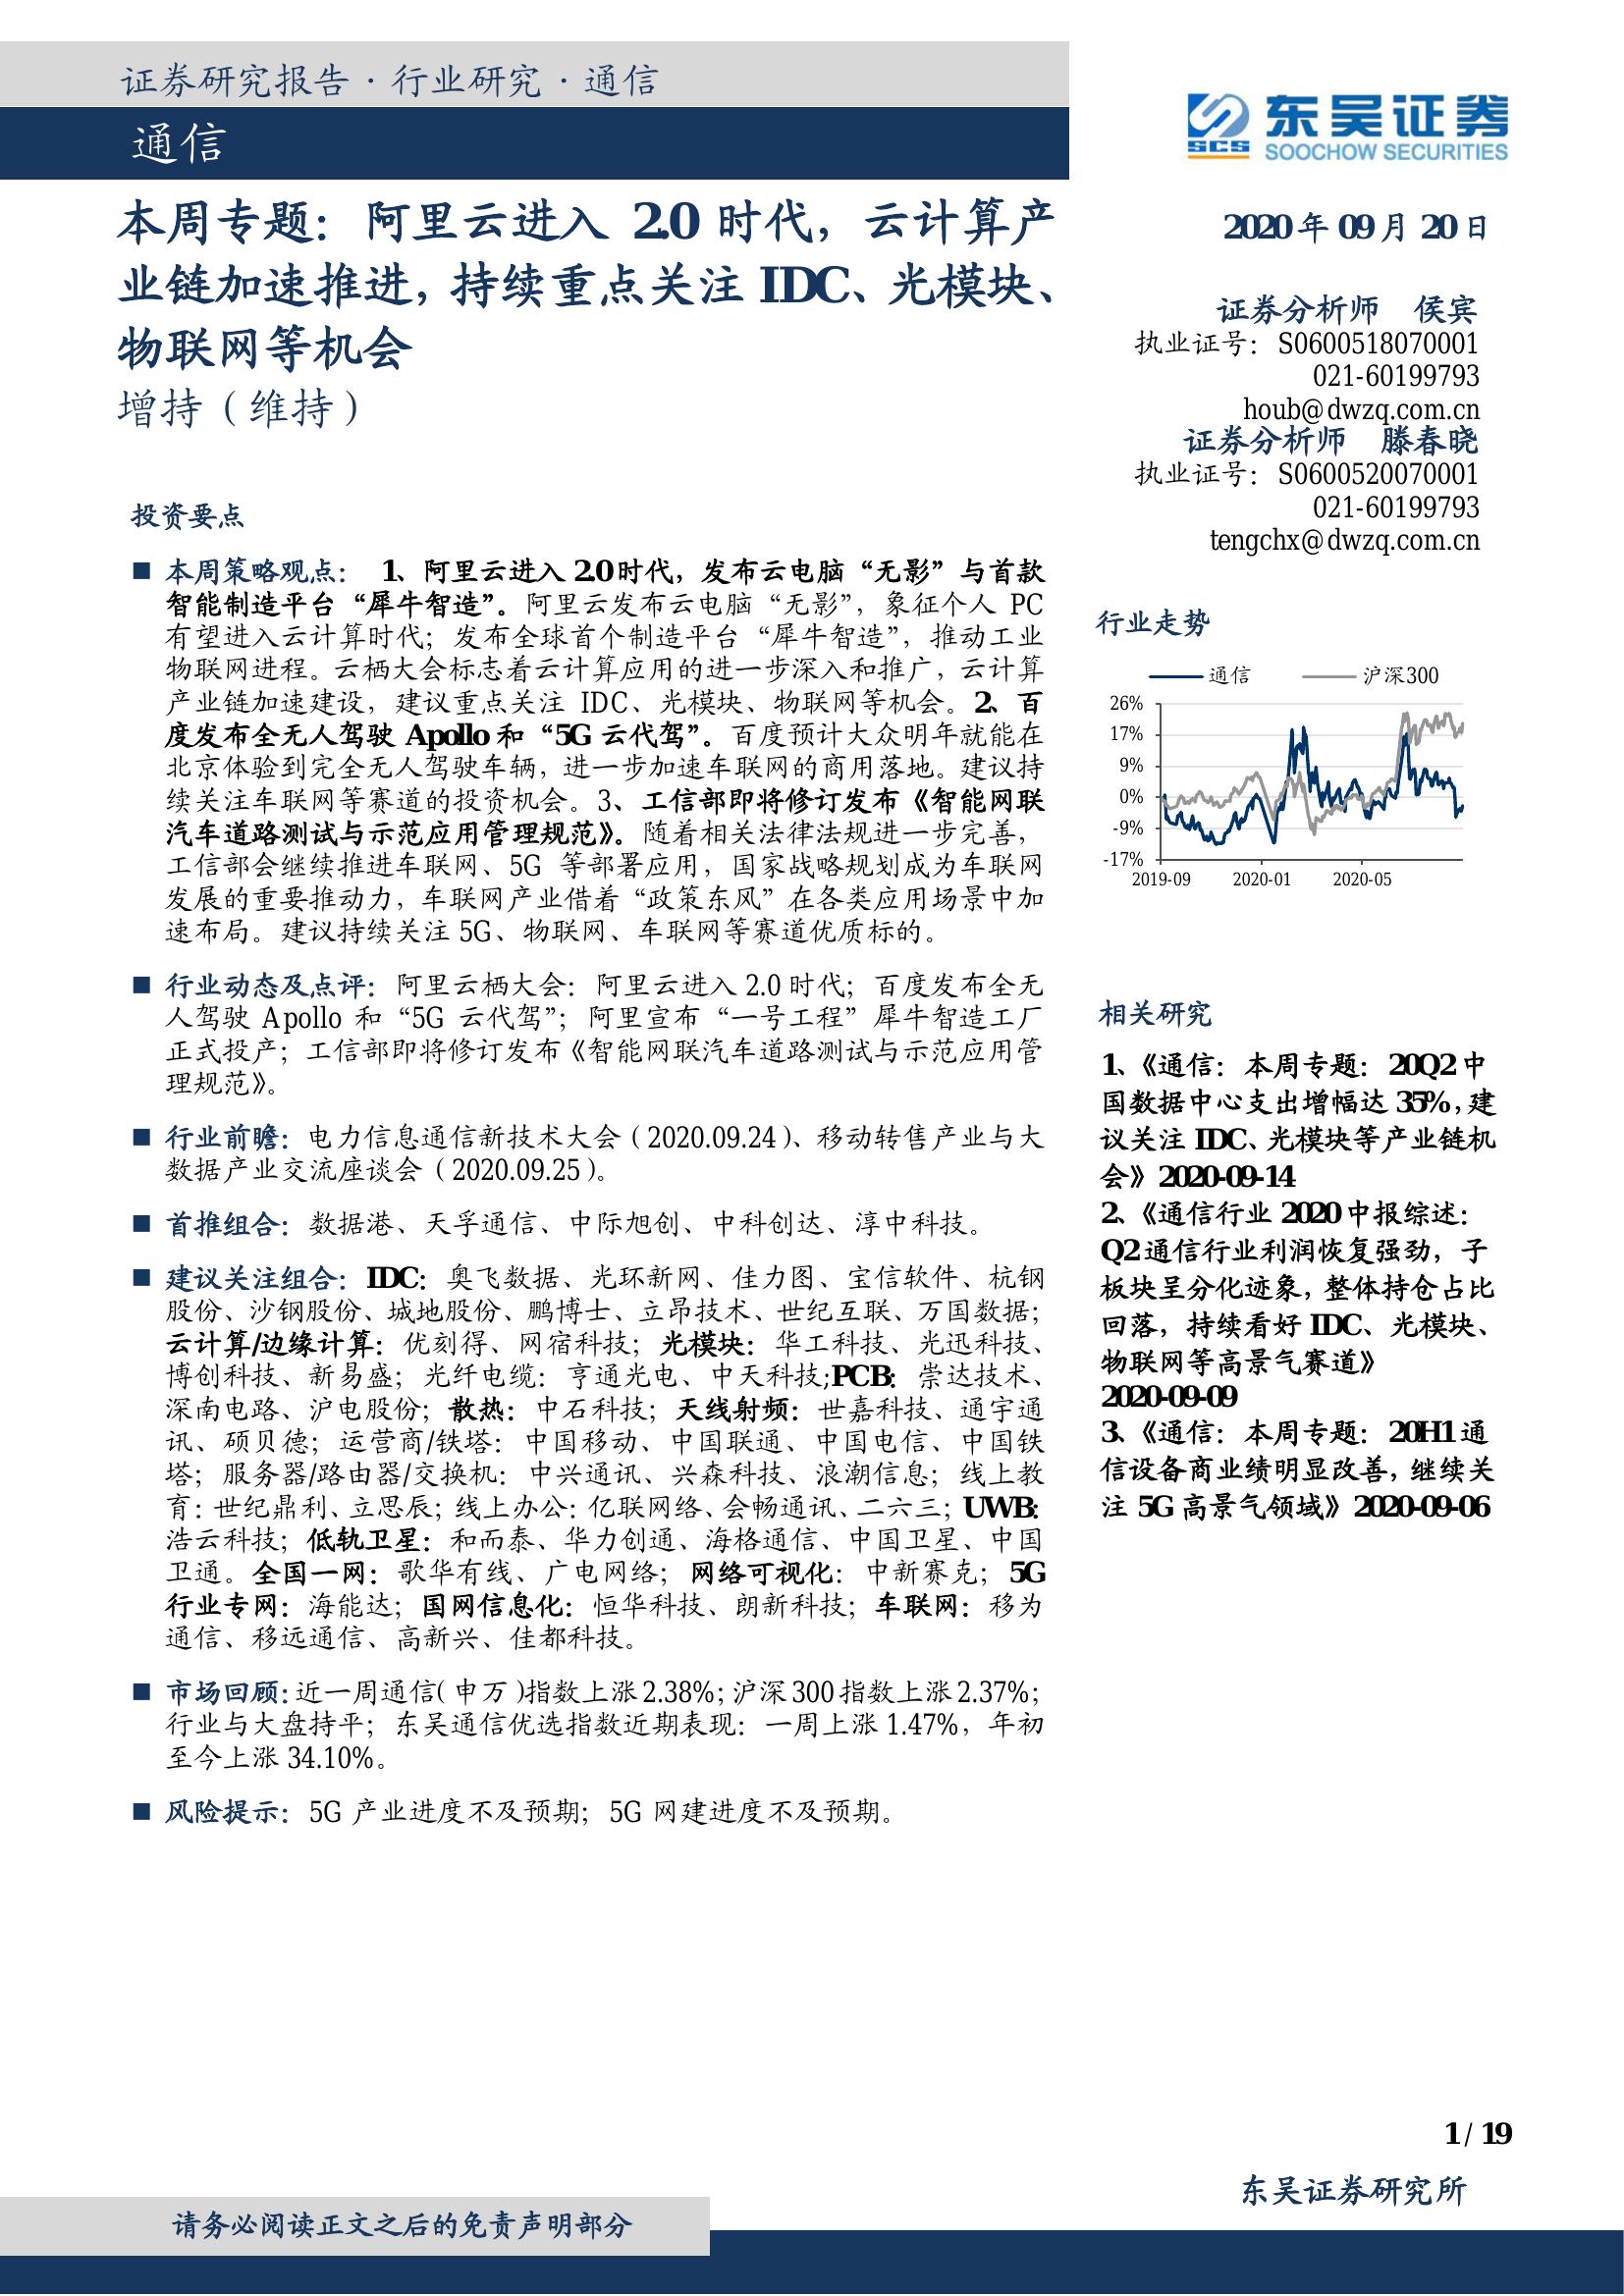 证券研究报告 · 行业研究 · 通信
通信
东吴证券
SCS
SOOCHOW SECURITIES
本周专题：阿里云进入 2.0 时代，云计算产
业链加速推进，持续重点关注 IDC、光模块、
物联网等机会
增持（维持）
2020 年 09 月 20 日
证券分析师 侯宾
执业证号：S0600518070001
021-60199793
houb@dwzq.com.cn
证券分析师 滕春晓
执业证号：S0600520070001
021-60199793
tengchx@dwzq.com.cn
投资要点
■ 本周策略观点： 1、阿里云进入 2.0 时代，发布云电脑“无影”与首款
智能制造平台“犀牛智造”。阿里云发布云电脑“无影”，象征个人 PC
有望进入云计算时代；发布全球首个制造平台“犀牛智造”，推动工业
物联网进程。云栖大会标志着云计算应用的进一步深入和推广，云计算
产业链加速建设，建议重点关注 IDC、光模块、物联网等机会。2、百
度发布全无人驾驶 Apollo 和“5G 云代驾”。百度预计大众明年就能在
北京体验到完全无人驾驶车辆，进一步加速车联网的商用落地。建议持
续关注车联网等赛道的投资机会。3、工信部即将修订发布《智能网联
汽车道路测试与示范应用管理规范》。随着相关法律法规进一步完善，
工信部会继续推进车联网、5G 等部署应用，国家战略规划成为车联网
发展的重要推动力，车联网产业借着“政策东风”在各类应用场景中加
速布局。建议持续关注 5G、物联网、车联网等赛道优质标的。
■ 行业动态及点评：阿里云栖大会：阿里云进入 2.0 时代；百度发布全无
人驾驶 Apollo 和“5G 云代驾”；阿里宣布“一号工程”犀牛智造工厂
正式投产；工信部即将修订发布《智能网联汽车道路测试与示范应用管
理规范》。
■ 行业前瞻：电力信息通信新技术大会（2020.09.24）、移动转售产业与大
数据产业交流座谈会（2020.09.25）。
■ 首推组合：数据港、天孚通信、中际旭创、中科创达、淳中科技。
■ 建议关注组合：IDC：奥飞数据、光环新网、佳力图、宝信软件、杭钢
股份、沙钢股份、城地股份、鹏博士、立昂技术、世纪互联、万国数据；
云计算/边缘计算：优刻得、网宿科技；光模块：华工科技、光迅科技、
博创科技、新易盛；光纤电缆：亨通光电、中天科技;PCB：崇达技术、
深南电路、沪电股份；散热：中石科技；天线射频：世嘉科技、通宇通
讯、硕贝德；运营商/铁塔：中国移动、中国联通、中国电信、中国铁
塔；服务器/路由器/交换机：中兴通讯、兴森科技、浪潮信息；线上教
育：世纪鼎利、立思辰；线上办公：亿联网络、会畅通讯、二六三；UWB：
浩云科技；低轨卫星：和而泰、华力创通、海格通信、中国卫星、中国
卫通。全国一网：歌华有线、广电网络；网络可视化：中新赛克；5G
行业专网：海能达；国网信息化：恒华科技、朗新科技；车联网：移为
通信、移远通信、高新兴、佳都科技。
■ 市场回顾：近一周通信（申万）指数上涨 2.38%；沪深 300 指数上涨 2.37%；
行业与大盘持平；东吴通信优选指数近期表现：一周上涨 1.47%，年初
至今上涨 34.10%。
■ 风险提示：5G 产业进度不及预期；5G 网建进度不及预期。
行业走势
通信 沪深300
26%
17%
9%
0%
-9%
-17%
2019-09 2020-01 2020-05
相关研究
1、《通信：本周专题：20Q2 中
国数据中心支出增幅达 35%，建
议关注 IDC、光模块等产业链机
会》2020-09-14
2、《通信行业 2020 中报综述：
Q2 通信行业利润恢复强劲，子
板块呈分化迹象，整体持仓占比
回落，持续看好 IDC、光模块、
物联网等高景气赛道》
2020-09-09
3、《通信：本周专题：20H1 通
信设备商业绩明显改善，继续关
注 5G 高景气领域》2020-09-06
1 / 19
东吴证券研究所
请务必阅读正文之后的免责声明部分